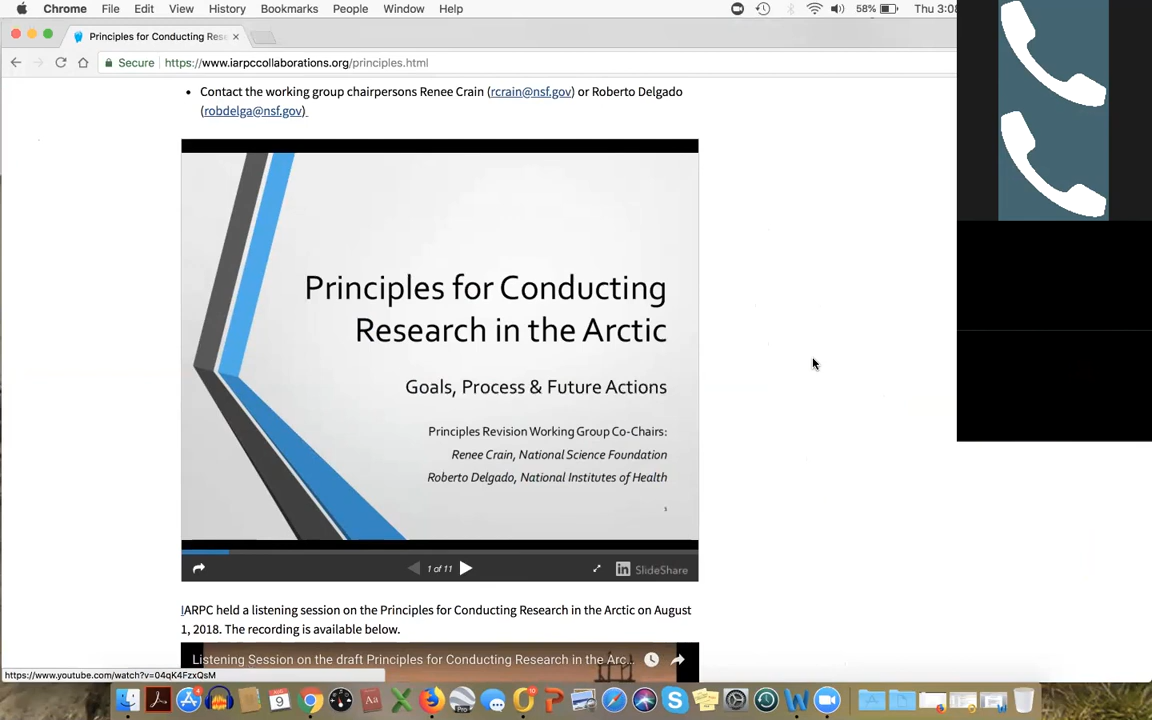 Chrome File Edit View History Bookmarks People Window Help 58% Thu 3:08
Principles for Conducting Res
Secure https://www.iarpccollaborations.org/principles.html
Contact the working group chairpersons Renee Crain (rcrain@nsf.gov) or Roberto Delgado
(robdelga@nsf.gov)
Principles for Conducting
Research in the Arctic
Goals, Process & Future Actions
Principles Revision Working Group Co-Chairs:
Renee Crain, National Science Foundation
Roberto Delgado, National Institutes of Health
1 of 11 in SlideShare
IARPC held a listening session on the Principles for Conducting Research in the Arctic on August
1, 2018. The recording is available below.
Listening Session on the draft Principles for Conducting Research in the Arc...
https://www.youtube.com/watch?v=04qK4FzxQsM